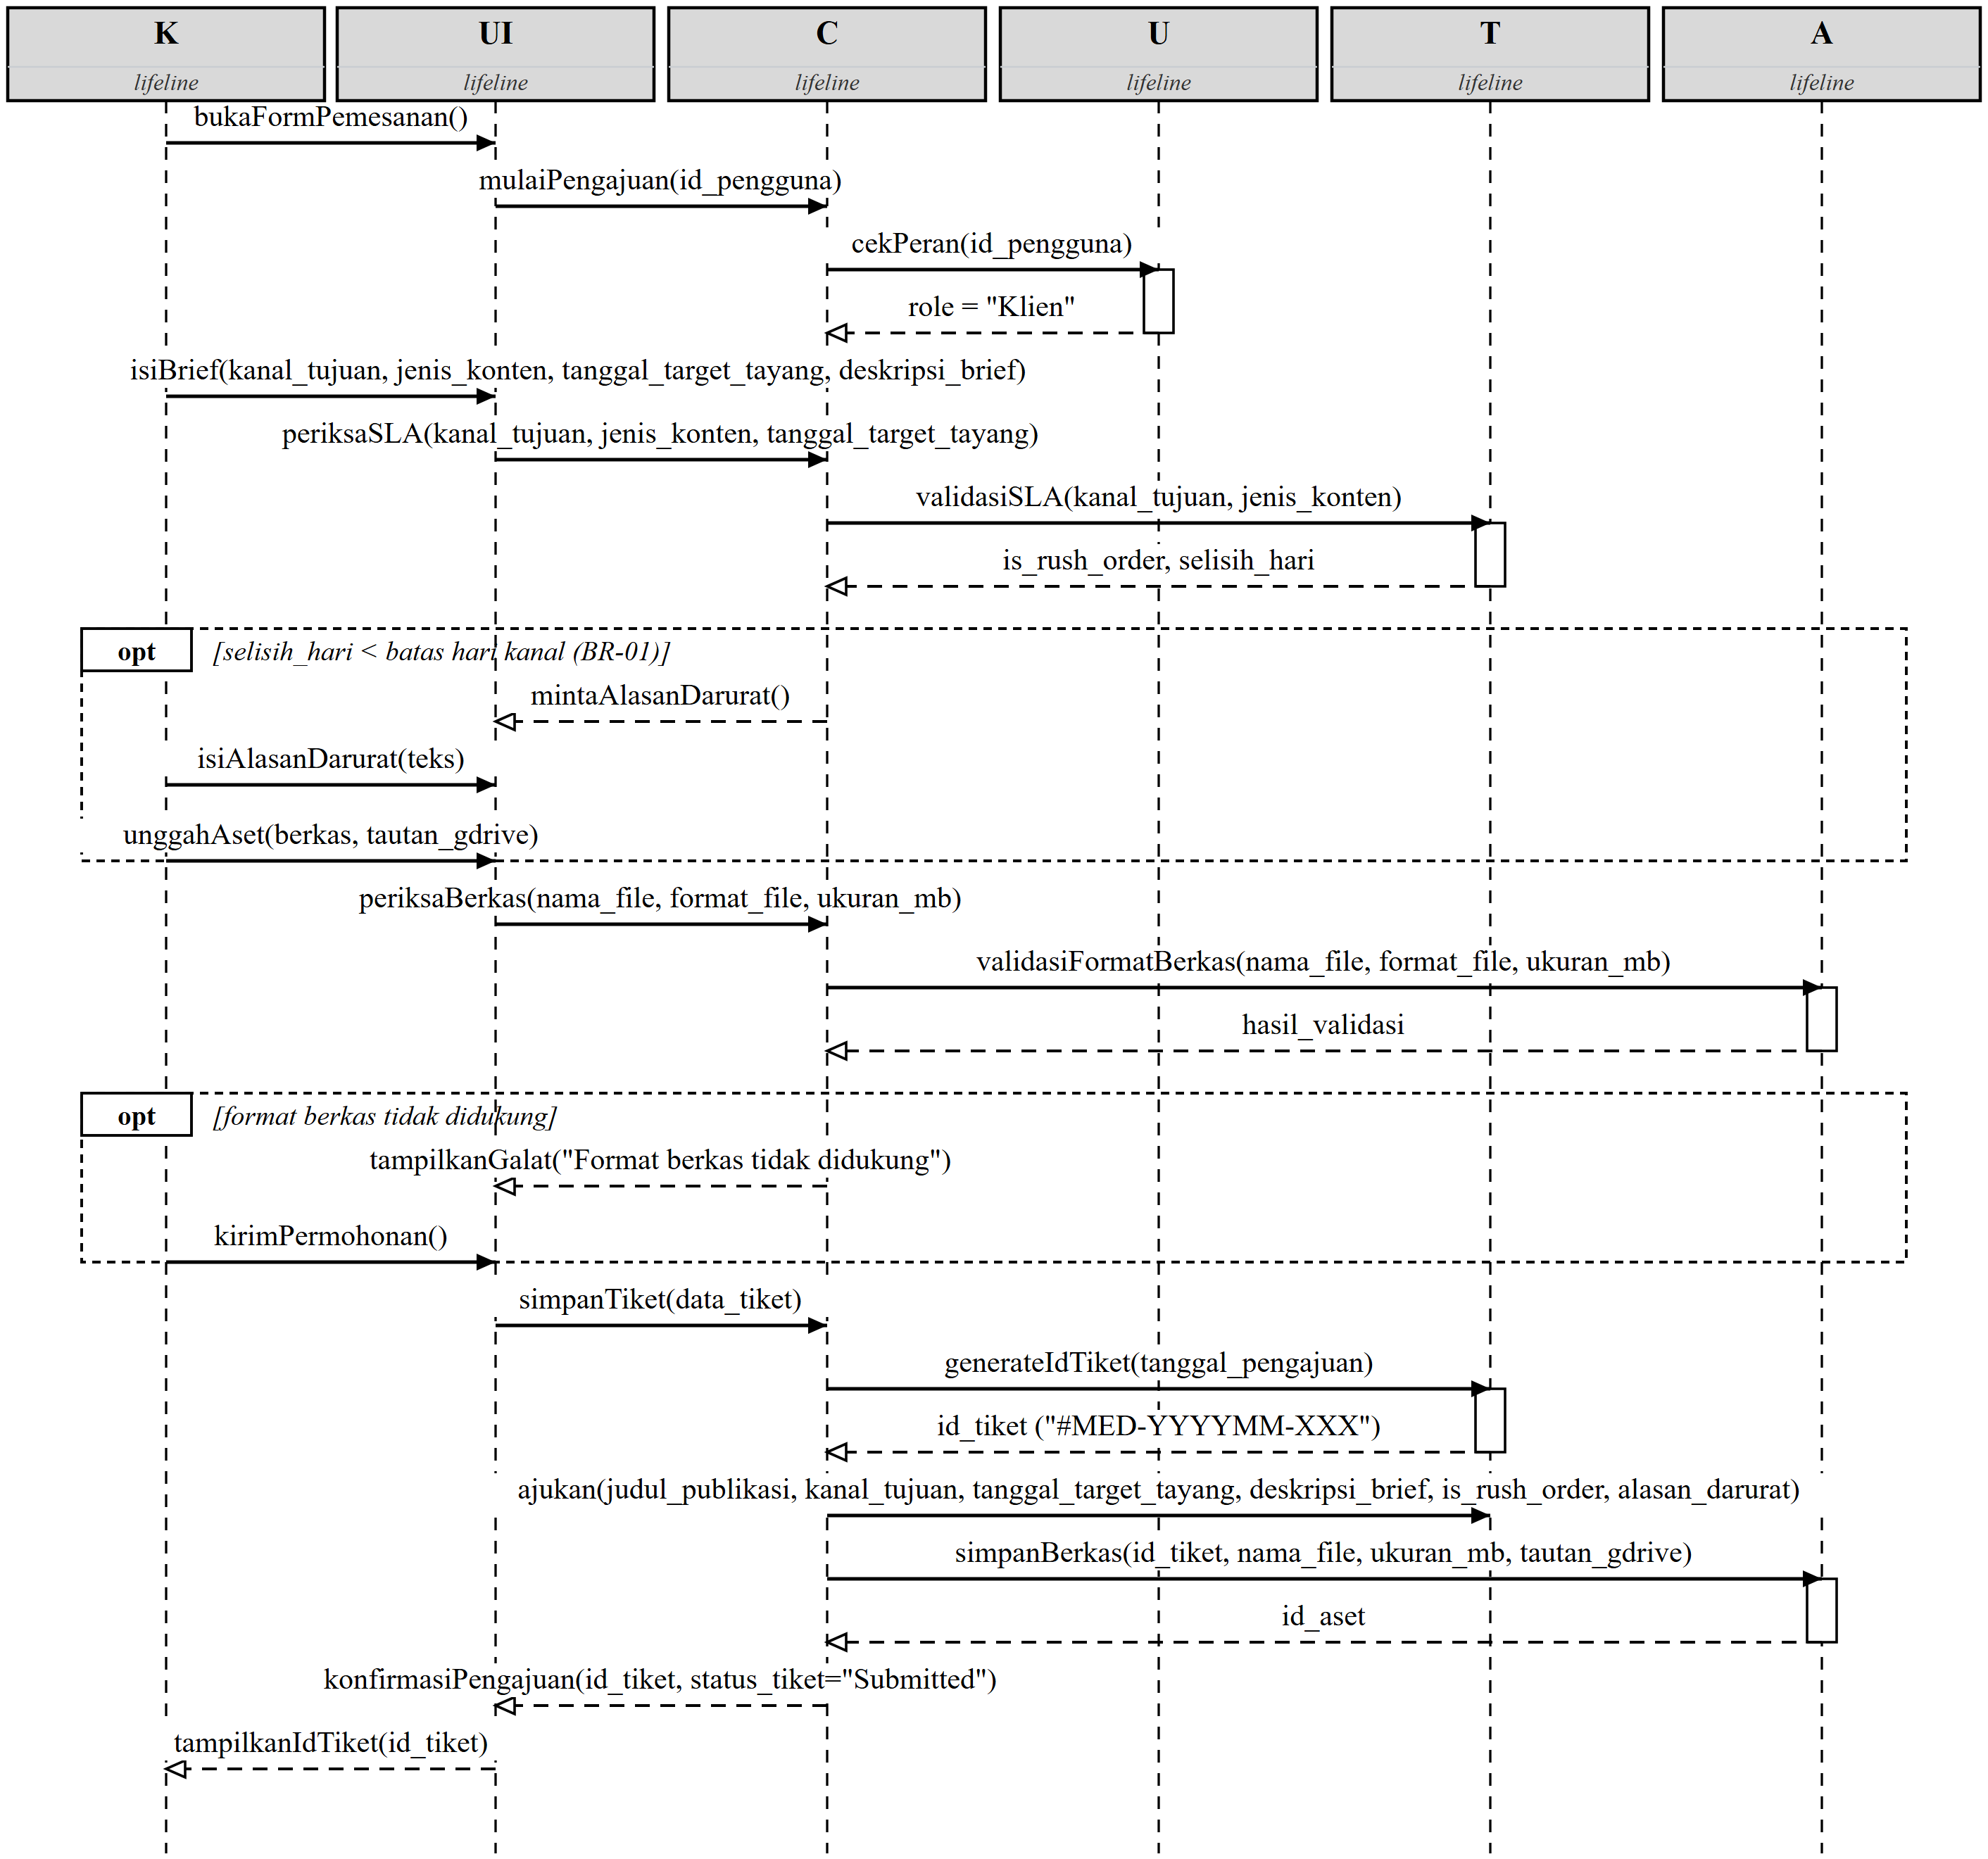 K UI C U T A
lifeline lifeline lifeline lifeline lifeline lifeline
bukaFormPemesanan()
mulaiPengajuan(id_pengguna)
cekPeran(id_pengguna)
role = "Klien"
isiBrief(kanal_tujuan, jenis_konten, tanggal_target_tayang, deskripsi_brief)
periksaSLA(kanal_tujuan, jenis_konten, tanggal_target_tayang)
validasiSLA(kanal_tujuan, jenis_konten)
is_rush_order, selisih_hari
opt [selisih_hari < batas hari kanal (BR-01)]
mintaAlasanDarurat()
isiAlasanDarurat(teks)
unggahAset(berkas, tautan_gdrive)
periksaBerkas(nama_file, format_file, ukuran_mb)
validasiFormatBerkas(nama_file, format_file, ukuran_mb)
hasil_validasi
opt [format berkas tidak didukung]
tampilkanGalat("Format berkas tidak didukung")
kirimPermohonan()
simpanTiket(data_tiket)
generateIdTiket(tanggal_pengajuan)
id_tiket ("#MED-YYYYMM-XXX")
ajukan(judul_publikasi, kanal_tujuan, tanggal_target_tayang, deskripsi_brief, is_rush_order, alasan_darurat)
simpanBerkas(id_tiket, nama_file, ukuran_mb, tautan_gdrive)
id_aset
konfirmasiPengajuan(id_tiket, status_tiket="Submitted")
tampilkanIdTiket(id_tiket)